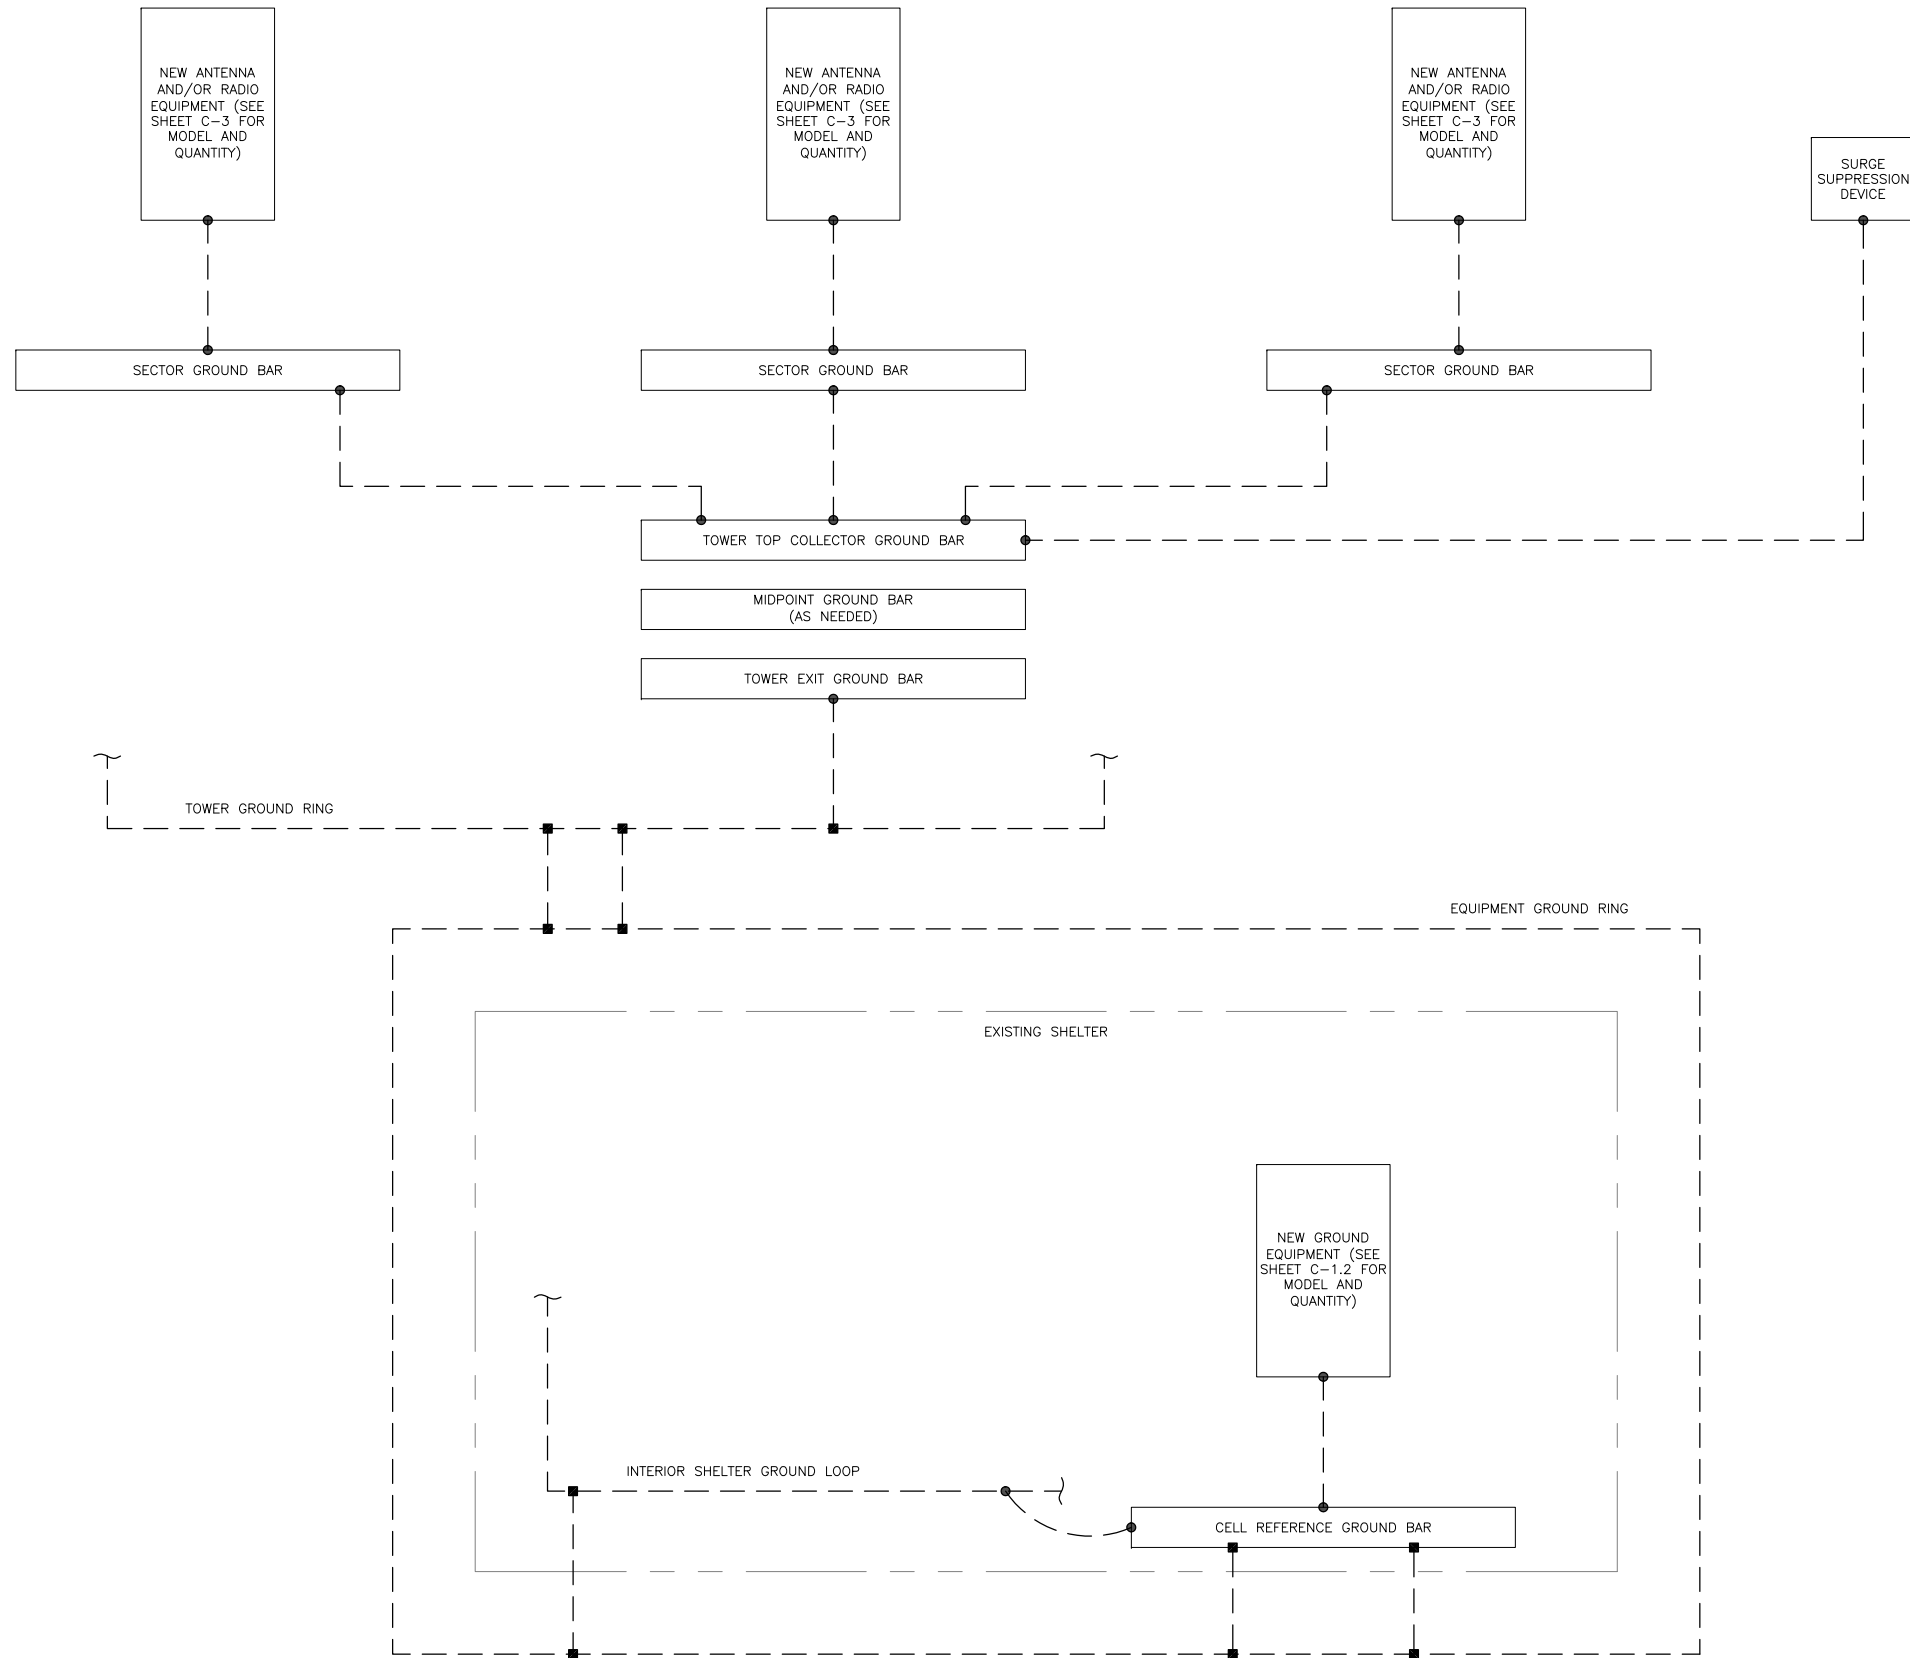 NEW ANTENNA
AND/OR RADIO
EQUIPMENT (SEE
SHEET C-3 FOR
MODEL AND
QUANTITY)
NEW ANTENNA
AND/OR RADIO
EQUIPMENT (SEE
SHEET C-3 FOR
MODEL AND
QUANTITY)
NEW ANTENNA
AND/OR RADIO
EQUIPMENT (SEE
SHEET C-3 FOR
MODEL AND
QUANTITY)
SURGE
SUPPRESSION
DEVICE
SECTOR GROUND BAR
SECTOR GROUND BAR
SECTOR GROUND BAR
TOWER TOP COLLECTOR GROUND BAR
MIDPOINT GROUND BAR
(AS NEEDED)
TOWER EXIT GROUND BAR
TOWER GROUND RING
EQUIPMENT GROUND RING
EXISTING SHELTER
NEW GROUND
EQUIPMENT (SEE
SHEET C-1.2 FOR
MODEL AND
QUANTITY)
INTERIOR SHELTER GROUND LOOP
CELL REFERENCE GROUND BAR